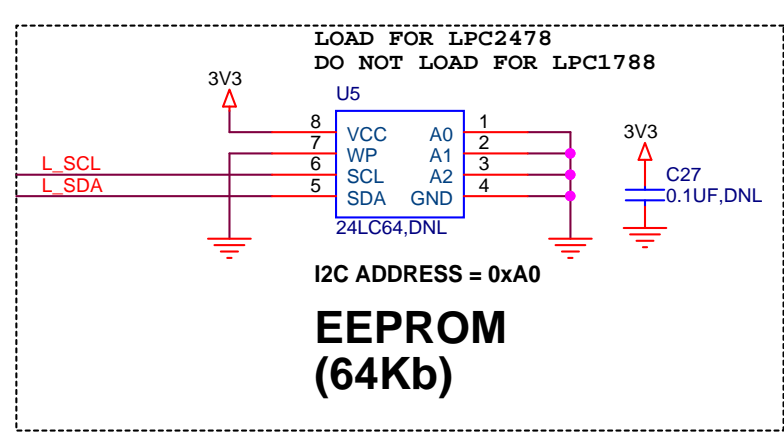 LOAD FOR LPC2478
DO NOT LOAD FOR LPC1788
3V3
U5
8 VCC A0 1
7 WP A1 2
6 SCL A2 3
5 SDA GND 4
L_SCL
L_SDA
24LC64,DNL
3V3
C27
0.1UF,DNL
I2C ADDRESS = 0xA0
EEPROM
(64Kb)